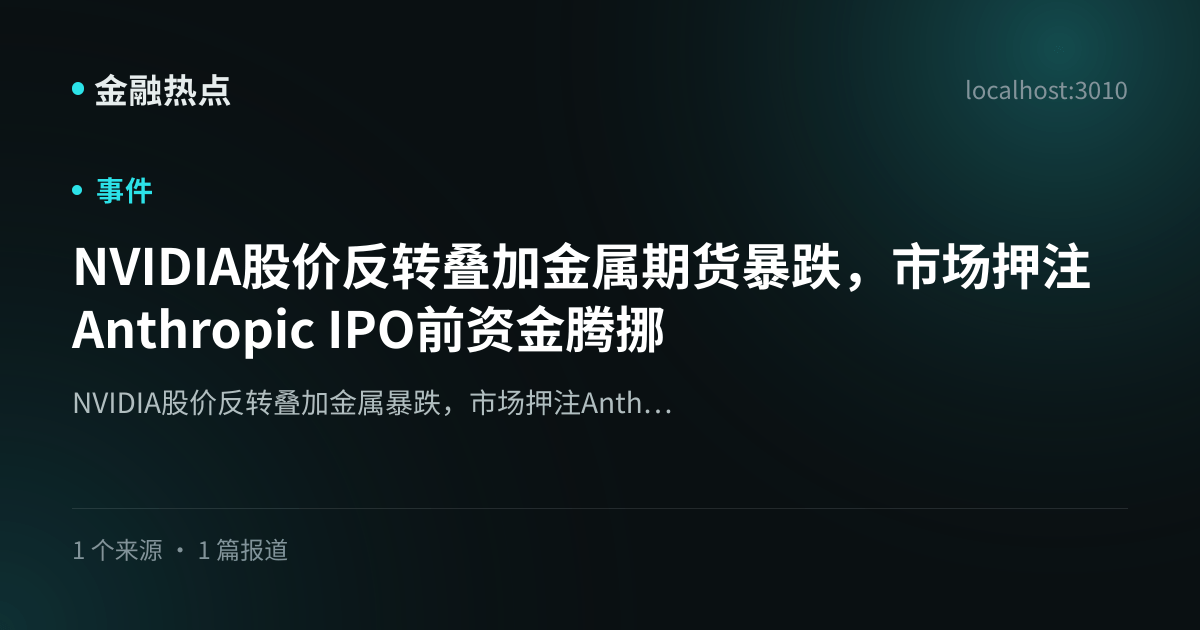 金融热点
localhost:3010
事件
NVIDIA股价反转叠加金属期货暴跌，市场押注
Anthropic IPO前资金腾挪
NVIDIA股价反转叠加金属暴跌，市场押注Anth…
1 个来源 · 1 篇报道